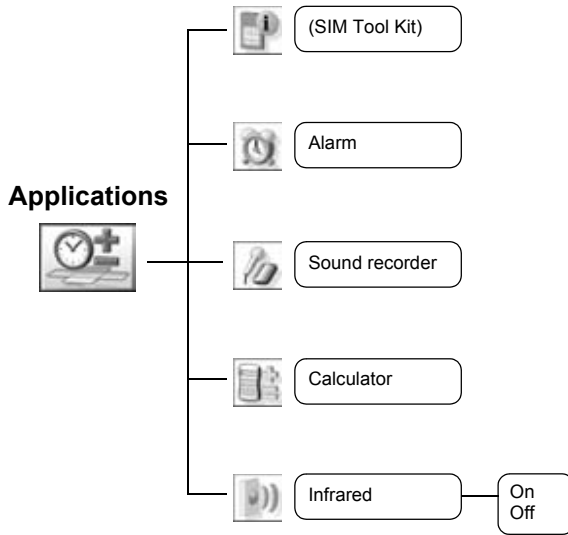 (SIM Tool Kit)
Alarm
Applications
Sound recorder
Calculator
Infrared
On
Off